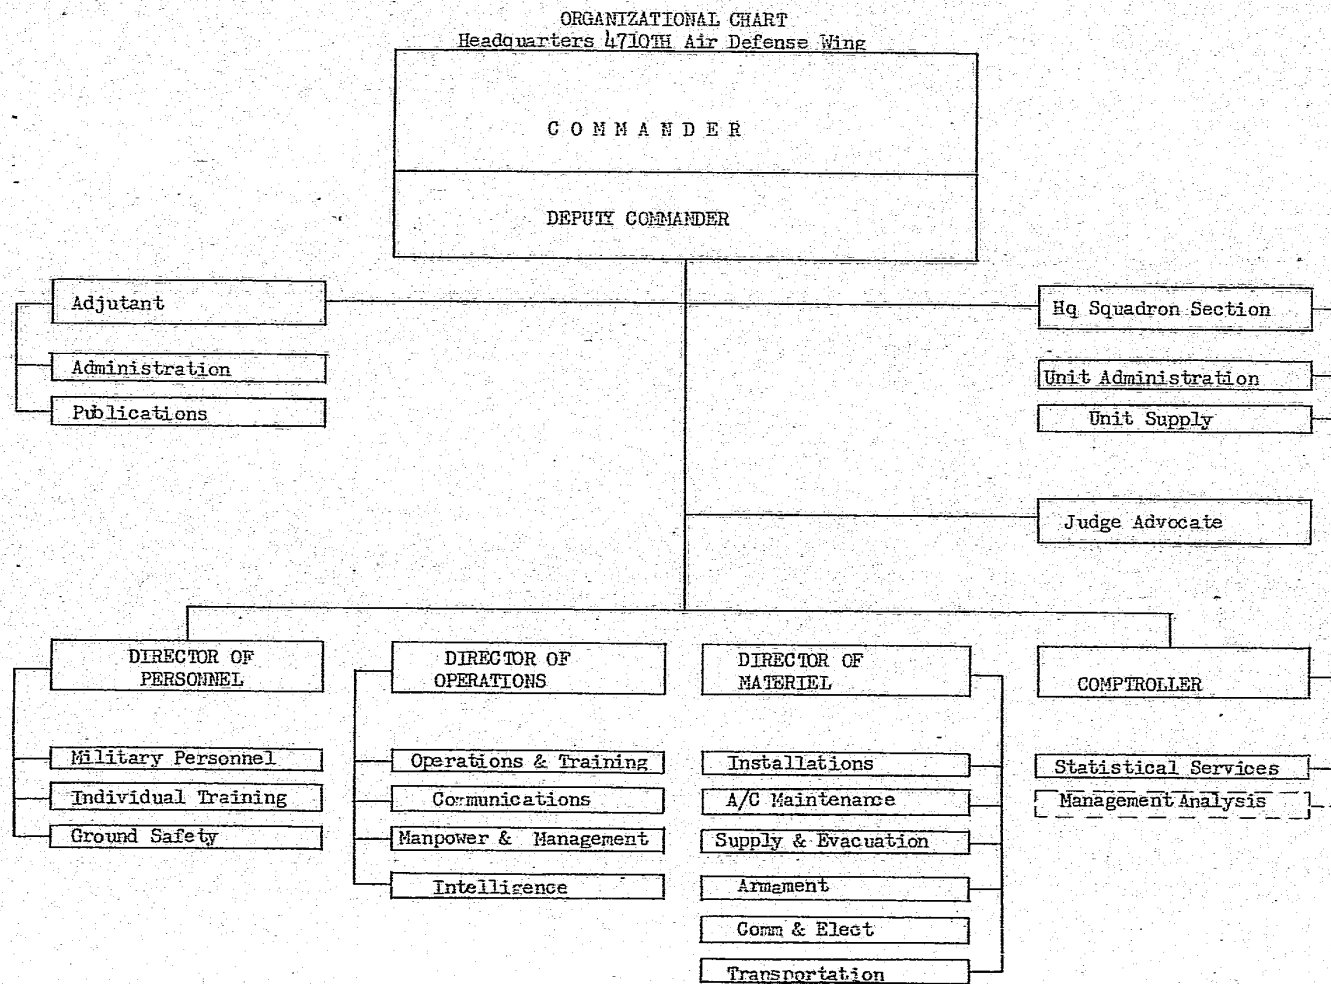 ORGANIZATIONAL CHART
Headquarters 4710TH Air Defense Wing
COMMANDER
DEPUTY COMMANDER
Adjutant
Administration
Publications
Hq Squadron Section
Unit Administration
Unit Supply
Judge Advocate
DIRECTOR OF
PERSONNEL
Military Personnel
Individual Training
Ground Safety
DIRECTOR OF
OPERATIONS
Operations & Training
Communications
Manpower & Management
Intelligence
DIRECTOR OF
MATERIEL
Installations
A/C Maintenance
Supply & Evacuation
Armament
Comm & Elect
Transportation
COMPTROLLER
Statistical Services
Management Analysis